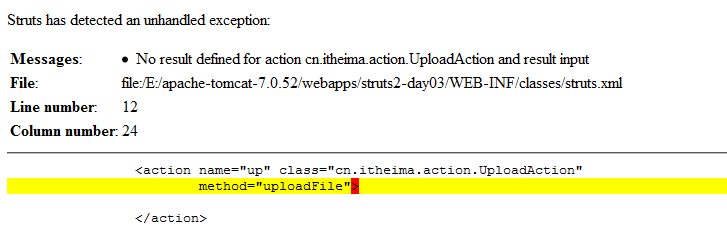 Struts has detected an unhandled exception:
Messages: • No result defined for action cn.itheima.action.UploadAction and result input
File: file:/E:/apache-tomcat-7.0.52/webapps/struts2-day03/WEB-INF/classes/struts.xml
Line number: 12
Column number: 24
<action name="up" class="cn.itheima.action.UploadAction"
method="uploadFile">
</action>